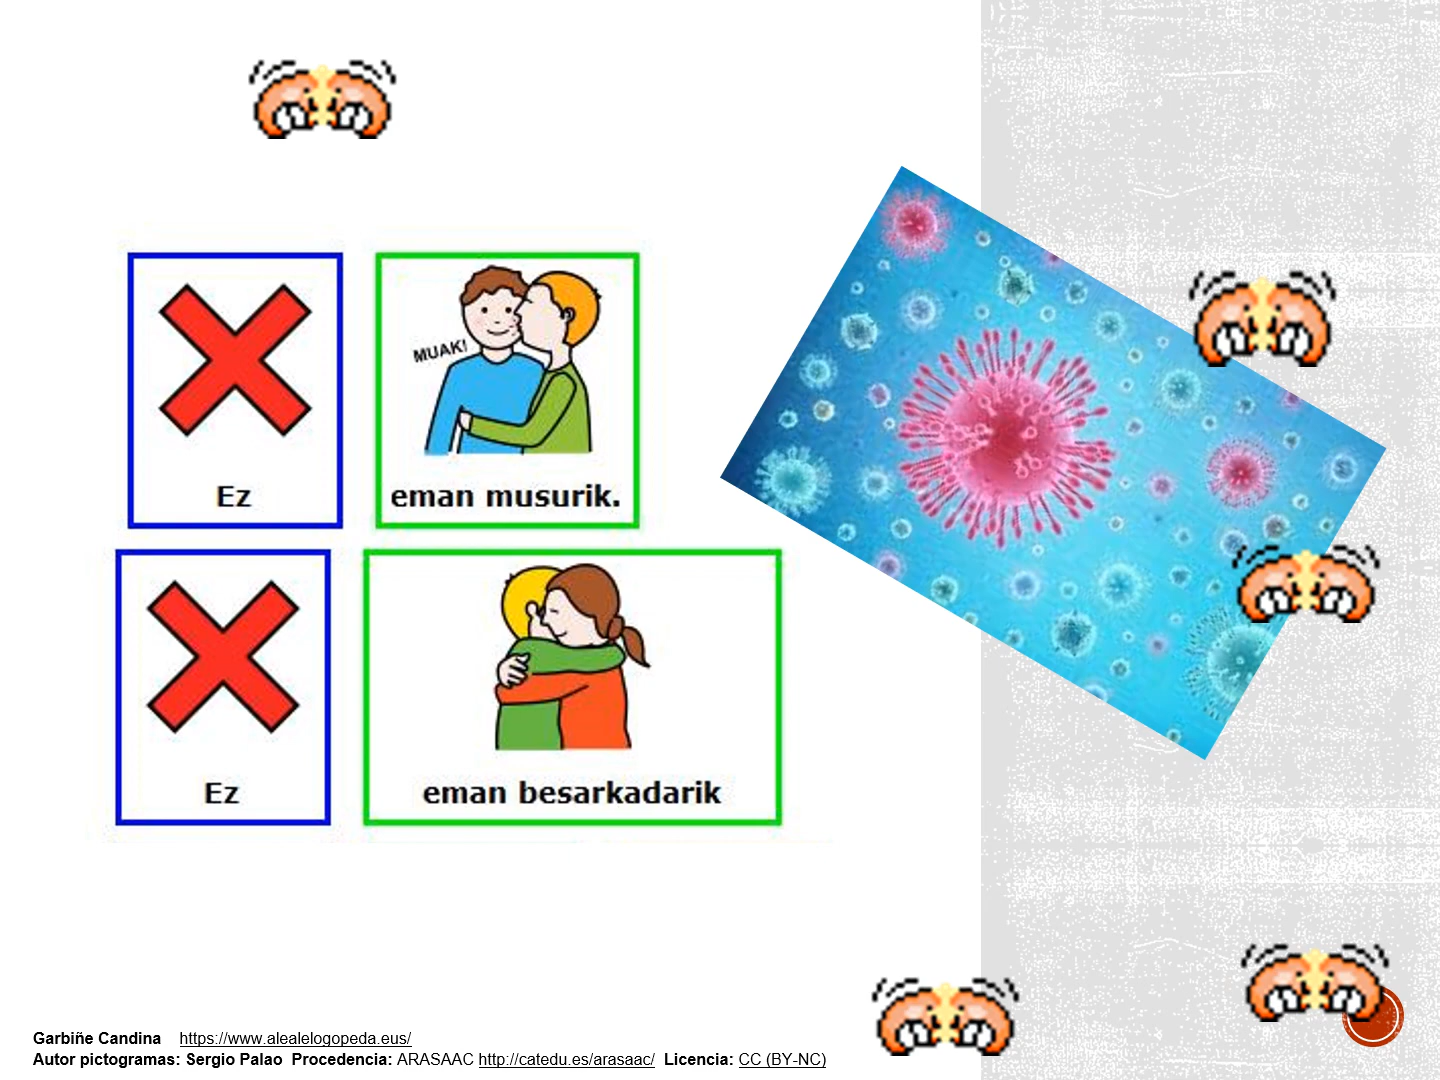 MUAK!
Ez
eman musurik.
Ez
eman besarkadarik
Garbiñe Candina https://www.alealelogopeda.eus/
Autor pictogramas: Sergio Palao Procedencia: ARASAAC http://catedu.es/arasaac/ Licencia: CC (BY-NC)